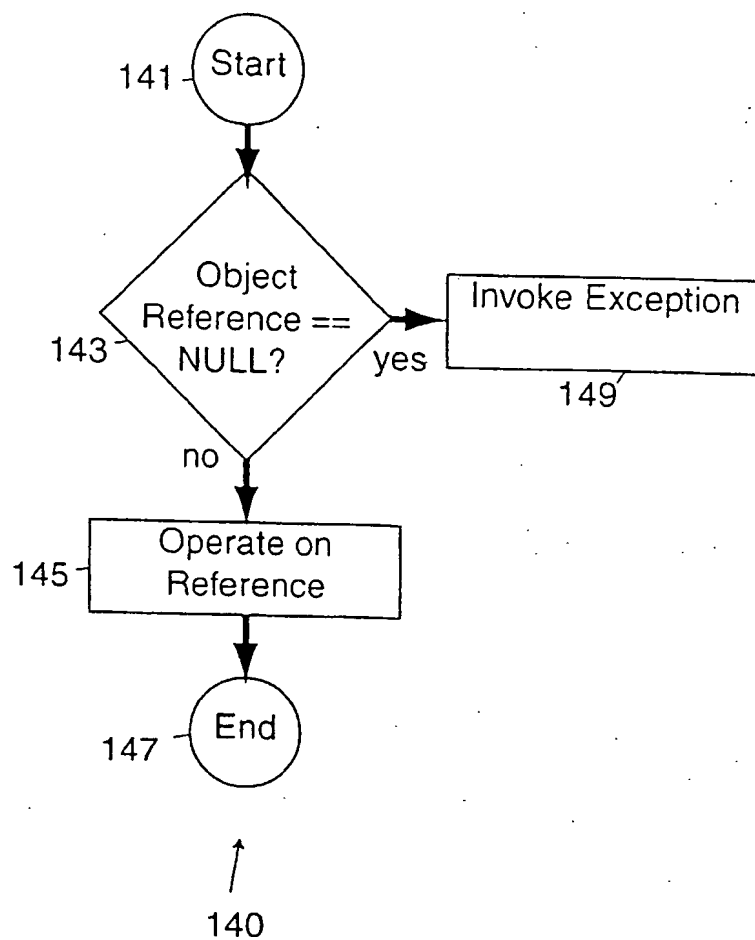 Start
141
Object
Reference ==
NULL?
143
yes
Invoke Exception
149
no
Operate on
Reference
145
End
147
140